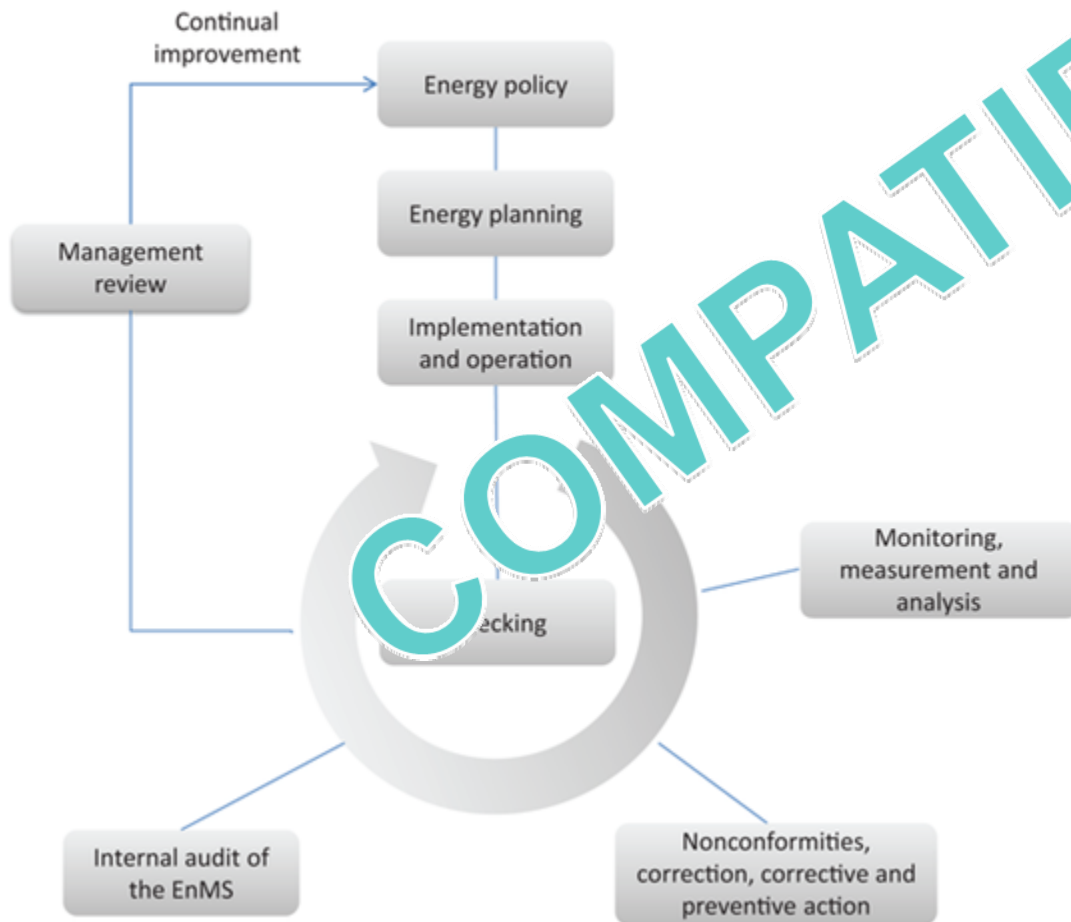 Continual
improvement
Energy policy
Energy planning
Management
review
Implementation
and operation
COMPATI
ecking
Monitoring,
measurement and
analysis
Internal audit of
the EnMS
Nonconformities,
correction, corrective and
preventive action